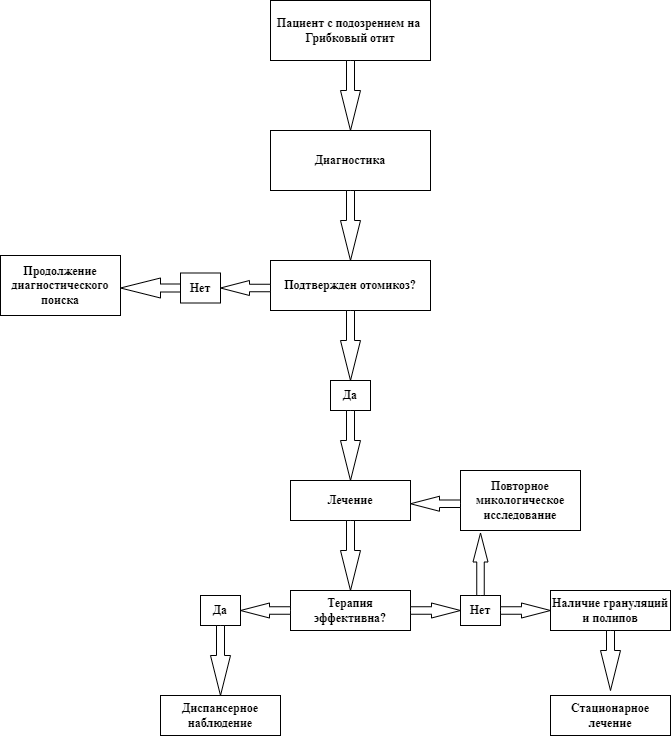 Пациент с подозрением на
Грибковый отит
Диагностика
Продолжение
диагностического
поиска
Нет
Подтвержден отомикоз?
Да
Лечение
Повторное
микологическое
исследование
Да
Терапия
эффективна?
Нет
Наличие грануляций
и полипов
Диспансерное
наблюдение
Стационарное
лечение